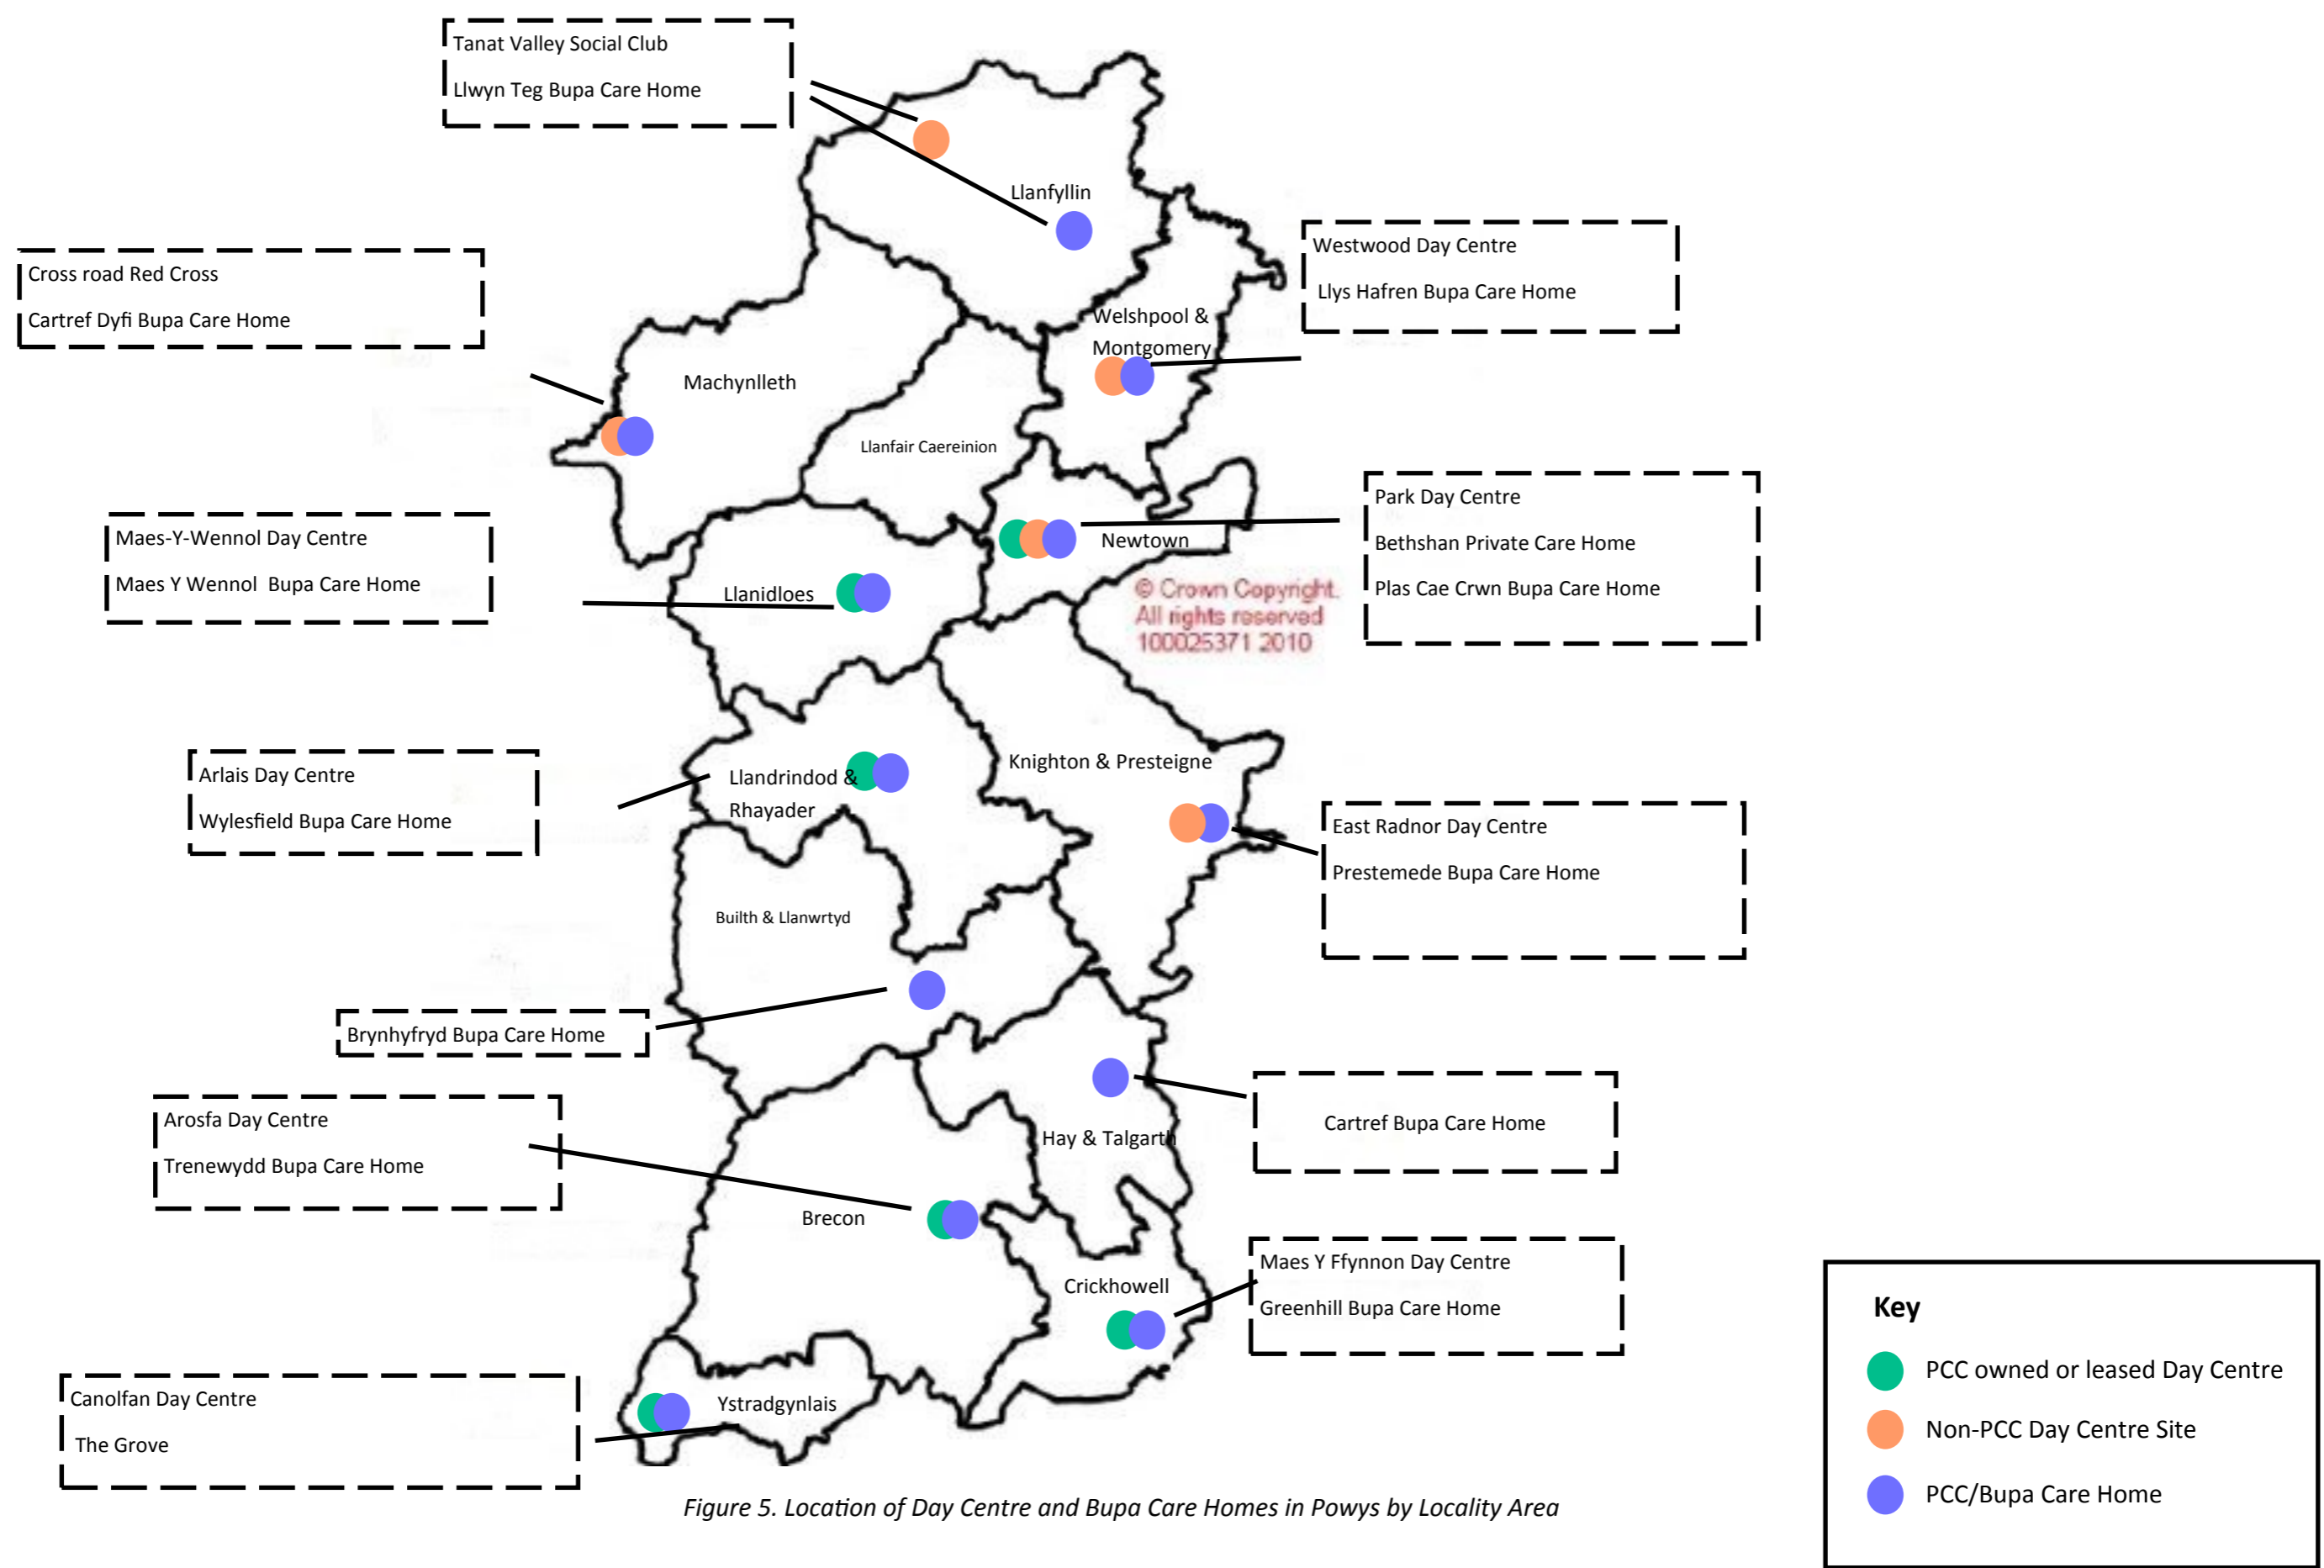 Tanat Valley Social Club
Llwyn Teg Bupa Care Home
Llanfyllin
Westwood Day Centre
Llys Hafren Bupa Care Home
Cross road Red Cross
Cartref Dyfi Bupa Care Home
Welshpool &
Montgomery
Machynlleth
Llanfair Caereinion
Park Day Centre
Bethshan Private Care Home
Plas Cae Crwn Bupa Care Home
Maes-Y-Wennol Day Centre
Maes Y Wennol Bupa Care Home
Newtown
Llanidloes
© Crown Copyright.
All rights reserved
100025371 2010
Arlais Day Centre
Wylesfield Bupa Care Home
Llandrindod &
Rhayader
Knighton & Presteigne
East Radnor Day Centre
Prestemede Bupa Care Home
Builth & Llanwrtyd
Brynhyfryd Bupa Care Home
Cartref Bupa Care Home
Hay & Talgarth
Arosfa Day Centre
Trenewydd Bupa Care Home
Brecon
Maes Y Ffynnon Day Centre
Greenhill Bupa Care Home
Crickhowell
Canolfan Day Centre
The Grove
Ystradgynlais
Key
PCC owned or leased Day Centre
Non-PCC Day Centre Site
PCC/Bupa Care Home
Figure 5. Location of Day Centre and Bupa Care Homes in Powys by Locality Area